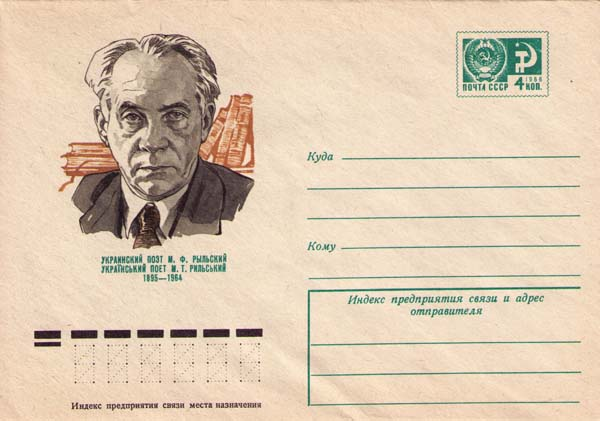 УКРАИНСКИЙ ПОЭТ М. Ф. РЫЛЬСКИЙ
УКРАЇНСЬКИЙ ПОЕТ М. Т. РИЛЬСЬКИЙ
1895—1964
1966
ПОЧТА СССР 4 КОП.
Куда
Кому
Индекс предприятия связи и адрес
отправителя
Индекс предприятия связи места назначения